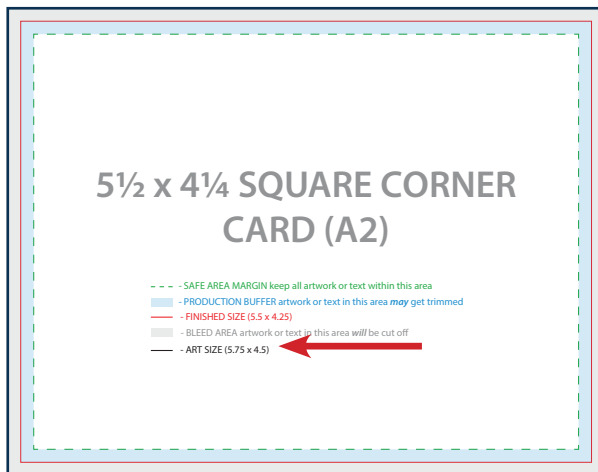 5½ x 4¼ SQUARE CORNER
CARD (A2)
- SAFE AREA MARGIN keep all artwork or text within this area
- PRODUCTION BUFFER artwork or text in this area may get trimmed
- FINISHED SIZE (5.5 x 4.25)
- BLEED AREA artwork or text in this area will be cut off
- ART SIZE (5.75 x 4.5)